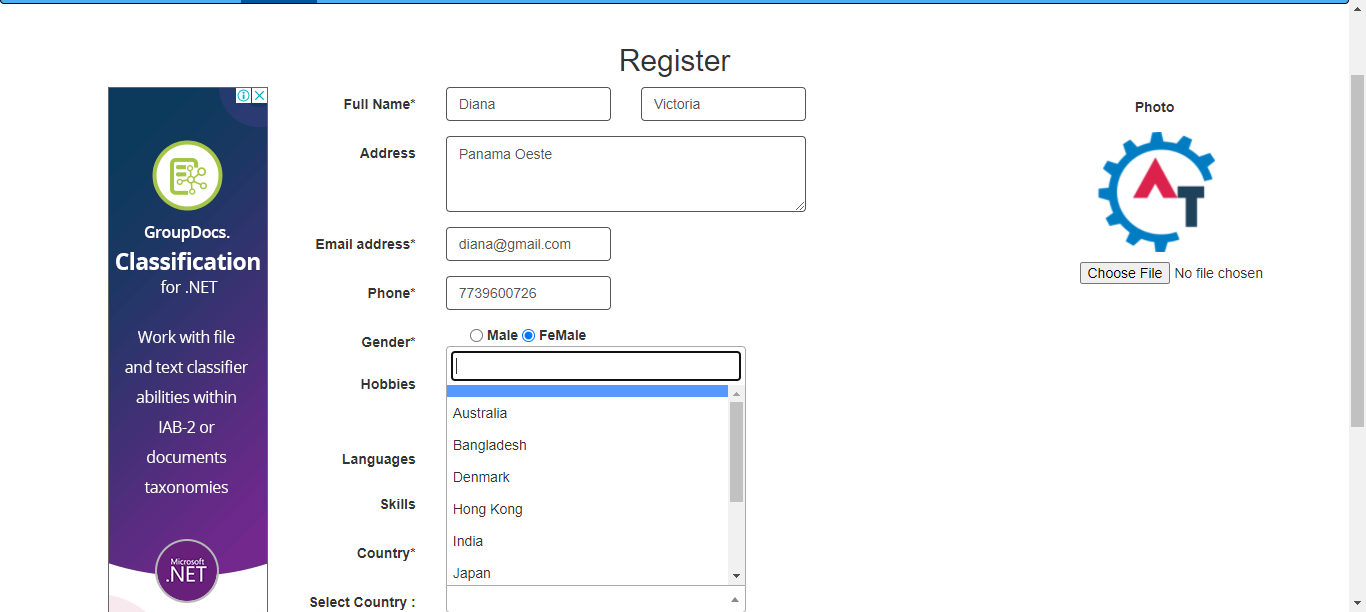 Register
Full Name* Diana Victoria
Address Panama Oeste
Email address* diana@gmail.com
Phone* 7739600726
Gender* Male FeMale
Hobbies
Australia
Bangladesh
Languages
Denmark
Skills
Hong Kong
India
Country*
Japan
Select Country :
Photo
AT
Choose File No file chosen
GroupDocs.
Classification
for .NET
Work with file
and text classifier
abilities within
IAB-2 or
documents
taxonomies
Microsoft
.NET